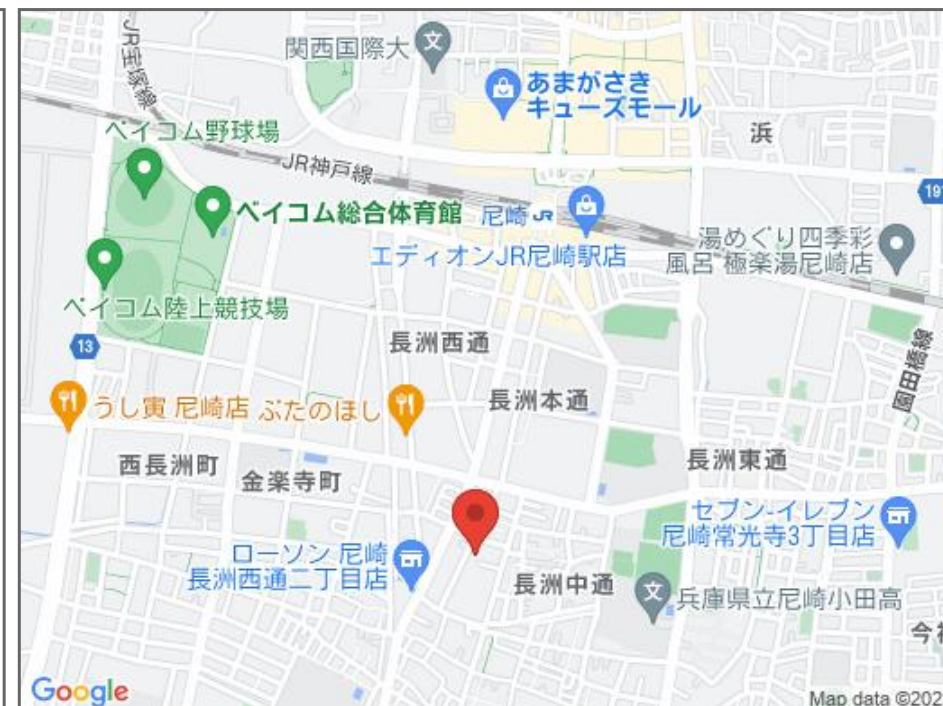 JR宝塚線
関西国際大
あまがさき
キューズモール
浜
ベイコム野球場
JR神戸線
ベイコム総合体育館
尼崎
JR
エディオンJR尼崎駅店
湯めぐり四季彩
風呂 極楽湯尼崎店
ベイコム陸上競技場
13
長洲西通
園田橋線
うし寅 尼崎店
ぶたのほし
長洲本通
西長洲町
金楽寺町
長洲東通
セブン-イレブン
尼崎常光寺3丁目店
ローソン 尼崎
長洲西通二丁目店
長洲中通
兵庫県立尼崎小田高
Google
Map data ©202